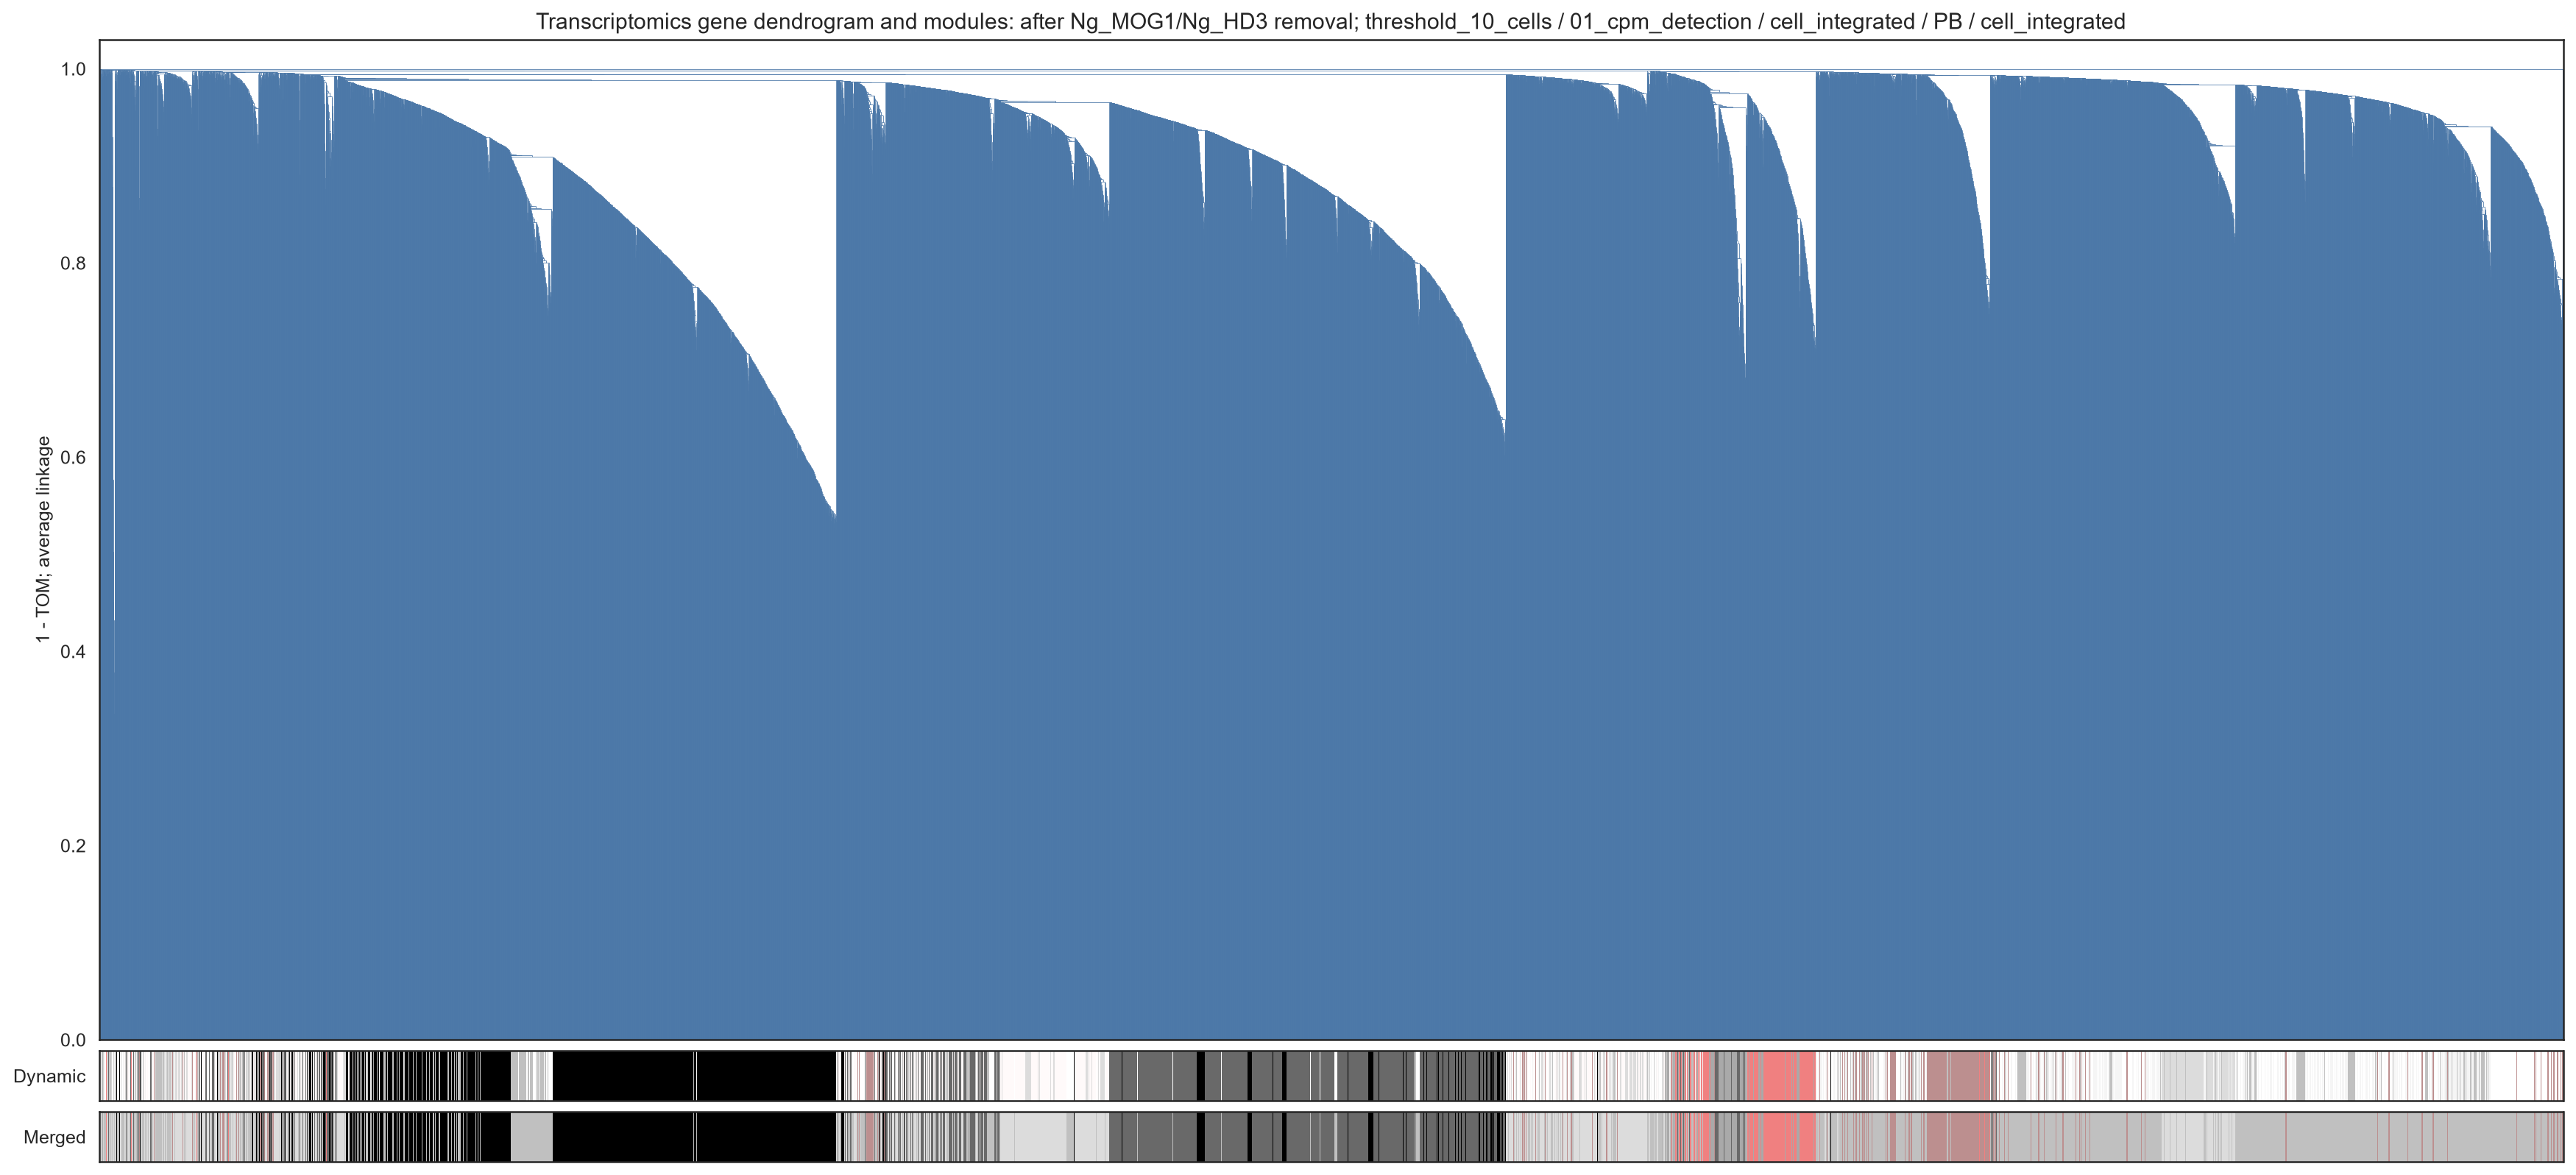 Transcriptomics gene dendrogram and modules: after Ng_MOG1/Ng_HD3 removal; threshold_10_cells / 01_cpm_detection / cell_integrated / PB / cell_integrated
1.0
0.8
0.6
0.4
0.2
0.0
1 - TOM; average linkage
Dynamic
Merged